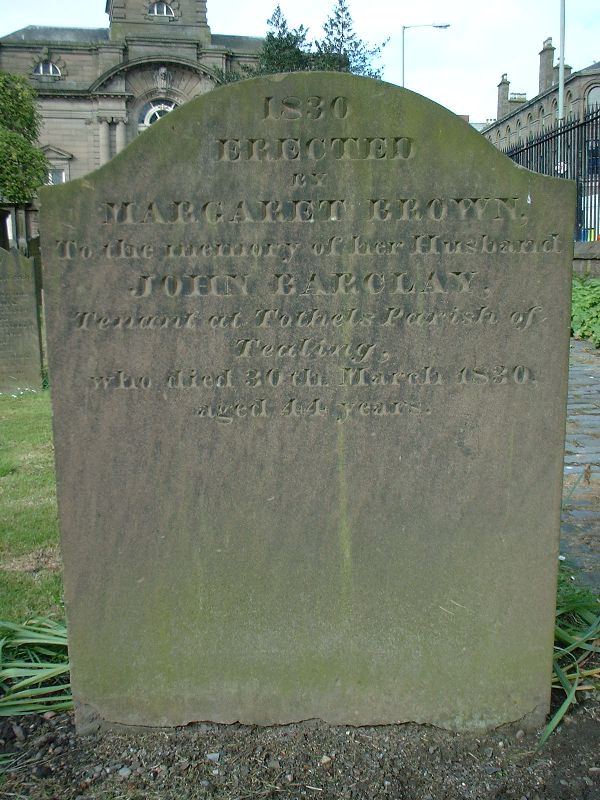 1830
ERECTED
BY
MARGARET BROWN,
To the memory of her Husband
JOHN BARCLAY,
Tenant at Tothels Parish of
Tealing,
who died 30th March 1830,
aged 44 years.